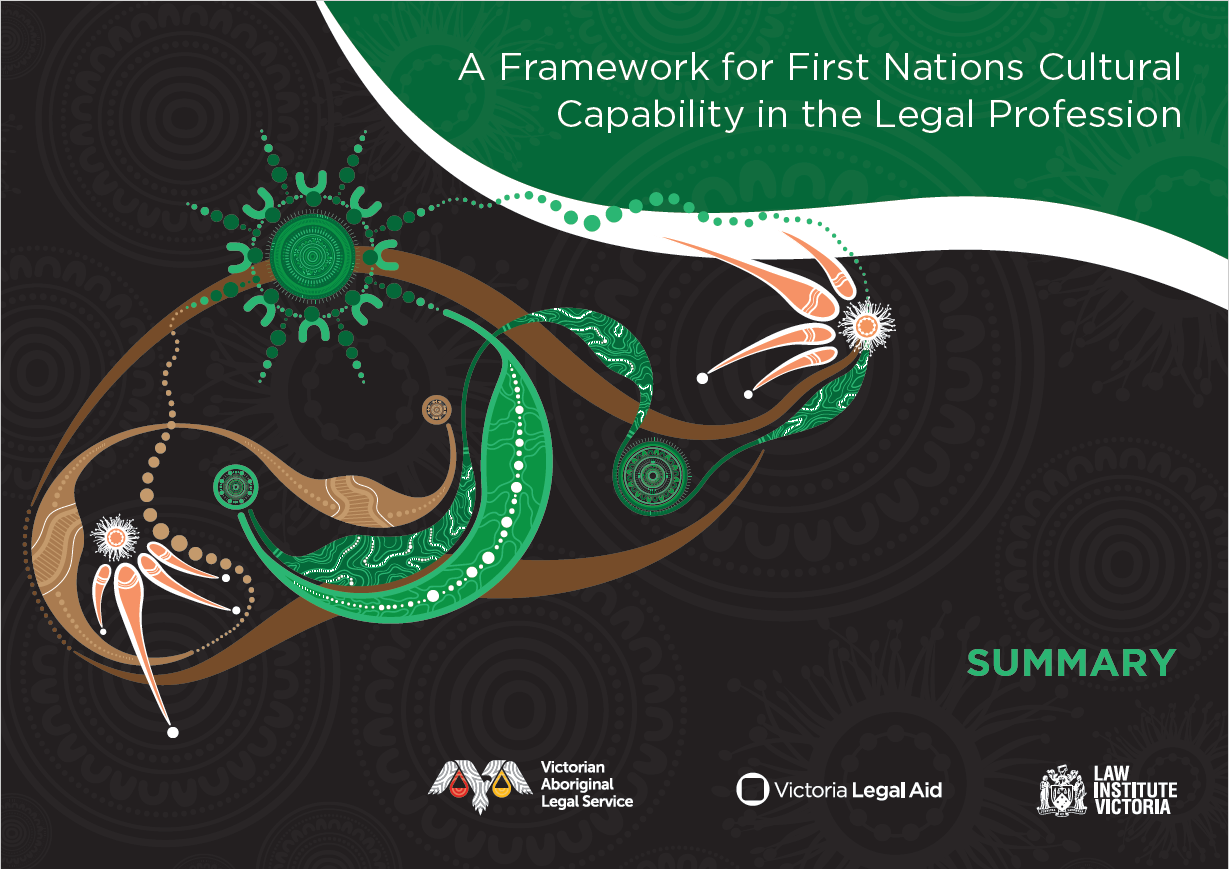 A Framework for First Nations Cultural
Capability in the Legal Profession
SUMMARY
Victorian
Aboriginal
Legal Service
Victoria Legal Aid
LAW
INSTITUTE
VICTORIA